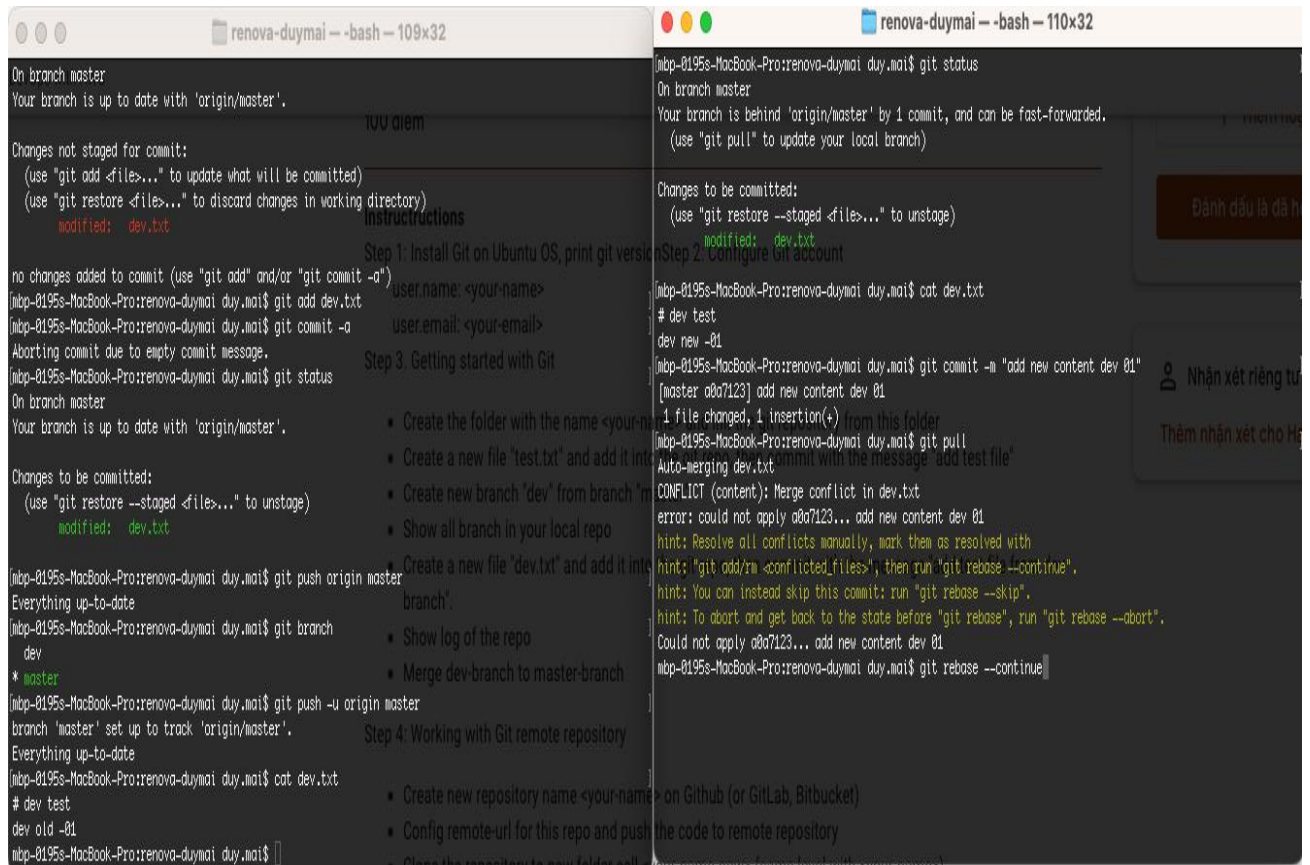 renova-duymai — -bash — 109×32
On branch master
Your branch is up to date with 'origin/master'.
Changes not staged for commit:
(use "git add <file>..." to update what will be committed)
(use "git restore <file>..." to discard changes in working directory)
modified: dev.txt
no changes added to commit (use "git add" and/or "git commit -a")
[mbp-0195s-MacBook-Pro:renova-duymai duy.mai$ git add dev.txt ]
[mbp-0195s-MacBook-Pro:renova-duymai duy.mai$ git commit -a ]
Aborting commit due to empty commit message.
[mbp-0195s-MacBook-Pro:renova-duymai duy.mai$ git status ]
On branch master
Your branch is up to date with 'origin/master'.
Changes to be committed:
(use "git restore --staged <file>..." to unstage)
modified: dev.txt
[mbp-0195s-MacBook-Pro:renova-duymai duy.mai$ git push origin master ]
Everything up-to-date
[mbp-0195s-MacBook-Pro:renova-duymai duy.mai$ git branch ]
dev
* master
[mbp-0195s-MacBook-Pro:renova-duymai duy.mai$ git push -u origin master ]
branch 'master' set up to track 'origin/master'.
Everything up-to-date
[mbp-0195s-MacBook-Pro:renova-duymai duy.mai$ cat dev.txt ]
# dev test
dev old -01
mbp-0195s-MacBook-Pro:renova-duymai duy.mai$
100 điểm
Instructructions
Step 1: Install Git on Ubuntu OS, print git versionStep 2: Configure Git account
user.name: <your-name>
user.email: <your-email>
Step 3. Getting started with Git
Create the folder with the name <your-name> and init the git repository from this folder
Create a new file "test.txt" and add it into the git repo, then commit with the message "add test file"
Create new branch "dev" from branch
Show all branch in your local repo
Create a new file "dev.txt" and add it into
branch".
Show log of the repo
Merge dev-branch to master-branch
Step 4: Working with Git remote repository
Create new repository name <your-name> on Github (or GitLab, Bitbucket)
Config remote-url for this repo and push the code to remote repository
renova-duymai — -bash — 110×32
[mbp-0195s-MacBook-Pro:renova-duymai duy.mai$ git status ]
On branch master
Your branch is behind 'origin/master' by 1 commit, and can be fast-forwarded.
(use "git pull" to update your local branch)
Changes to be committed:
(use "git restore --staged <file>..." to unstage)
modified: dev.txt
[mbp-0195s-MacBook-Pro:renova-duymai duy.mai$ cat dev.txt ]
# dev test
dev new -01
[mbp-0195s-MacBook-Pro:renova-duymai duy.mai$ git commit -m "add new content dev 01" ]
[master a0a7123] add new content dev 01
1 file changed, 1 insertion(+)
[mbp-0195s-MacBook-Pro:renova-duymai duy.mai$ git pull
Auto-merging dev.txt
CONFLICT (content): Merge conflict in dev.txt
error: could not apply a0a7123... add new content dev 01
hint: Resolve all conflicts manually, mark them as resolved with
hint: "git add/rm <conflicted_files>", then run "git rebase --continue".
hint: You can instead skip this commit: run "git rebase --skip".
hint: To abort and get back to the state before "git rebase", run "git rebase --abort".
Could not apply a0a7123... add new content dev 01
mbp-0195s-MacBook-Pro:renova-duymai duy.mai$ git rebase --continue
Đánh dấu là đã
Nhận xét riêng tư
Thêm nhận xét cho